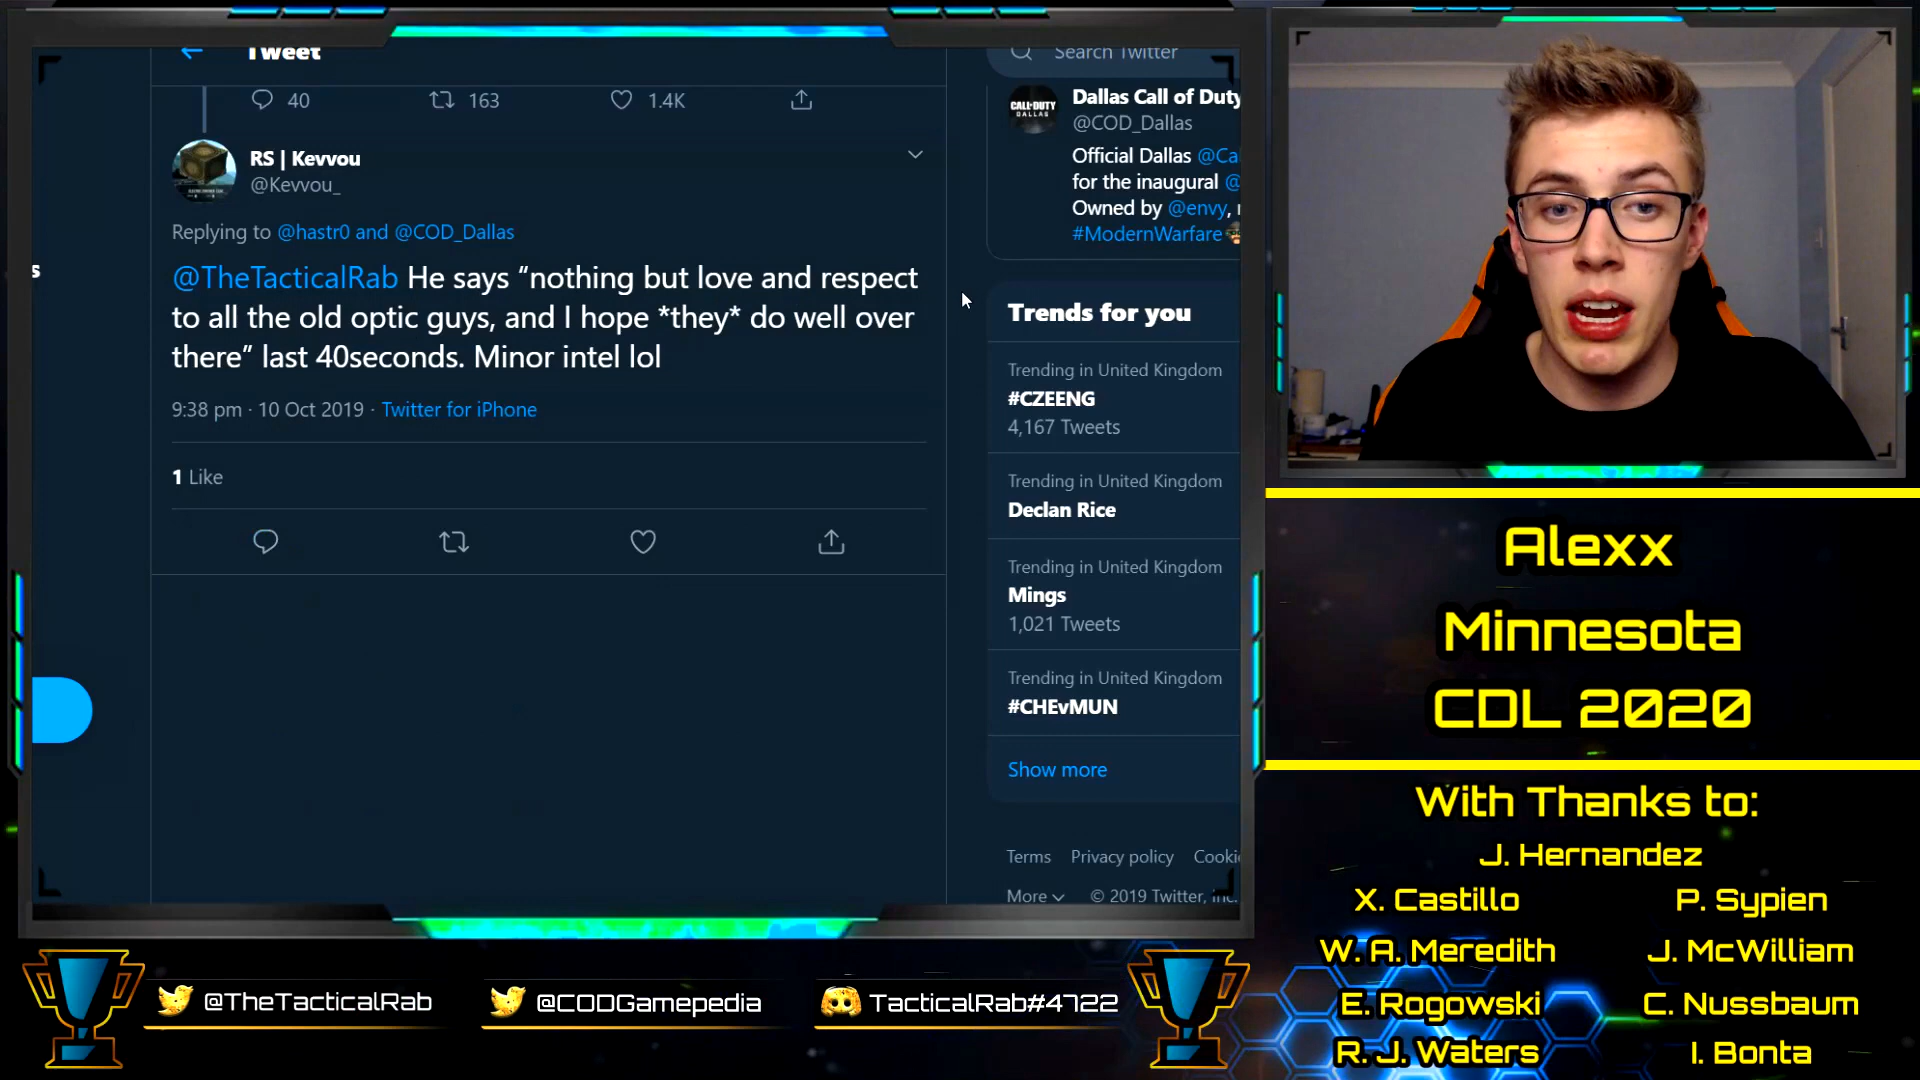 Tweet
Search Twitter
40
163
1.4K
RS | Kevvou
@Kevvou_
Replying to @hastr0 and @COD_Dallas
@TheTacticalRab He says “nothing but love and respect
to all the old optic guys, and I hope *they* do well over
there” last 40seconds. Minor intel lol
9:38 pm · 10 Oct 2019 · Twitter for iPhone
1 Like
s
CALL·DUTY
DALLAS
Dallas Call of Duty
@COD_Dallas
Official Dallas @Ca
for the inaugural @
Owned by @envy,
#ModernWarfare
Trends for you
Trending in United Kingdom
#CZEENG
4,167 Tweets
Trending in United Kingdom
Declan Rice
Trending in United Kingdom
Mings
1,021 Tweets
Trending in United Kingdom
#CHEvMUN
Show more
Terms Privacy policy Cooki
More © 2019 Twitter, Inc.
Alexx
Minnesota
CDL 2020
With Thanks to:
J. Hernandez
X. Castillo P. Sypien
W. A. Meredith J. McWilliam
E. Rogowski C. Nussbaum
R. J. Waters I. Bonta
@TheTacticalRab @CODGamepedia TacticalRab#4722